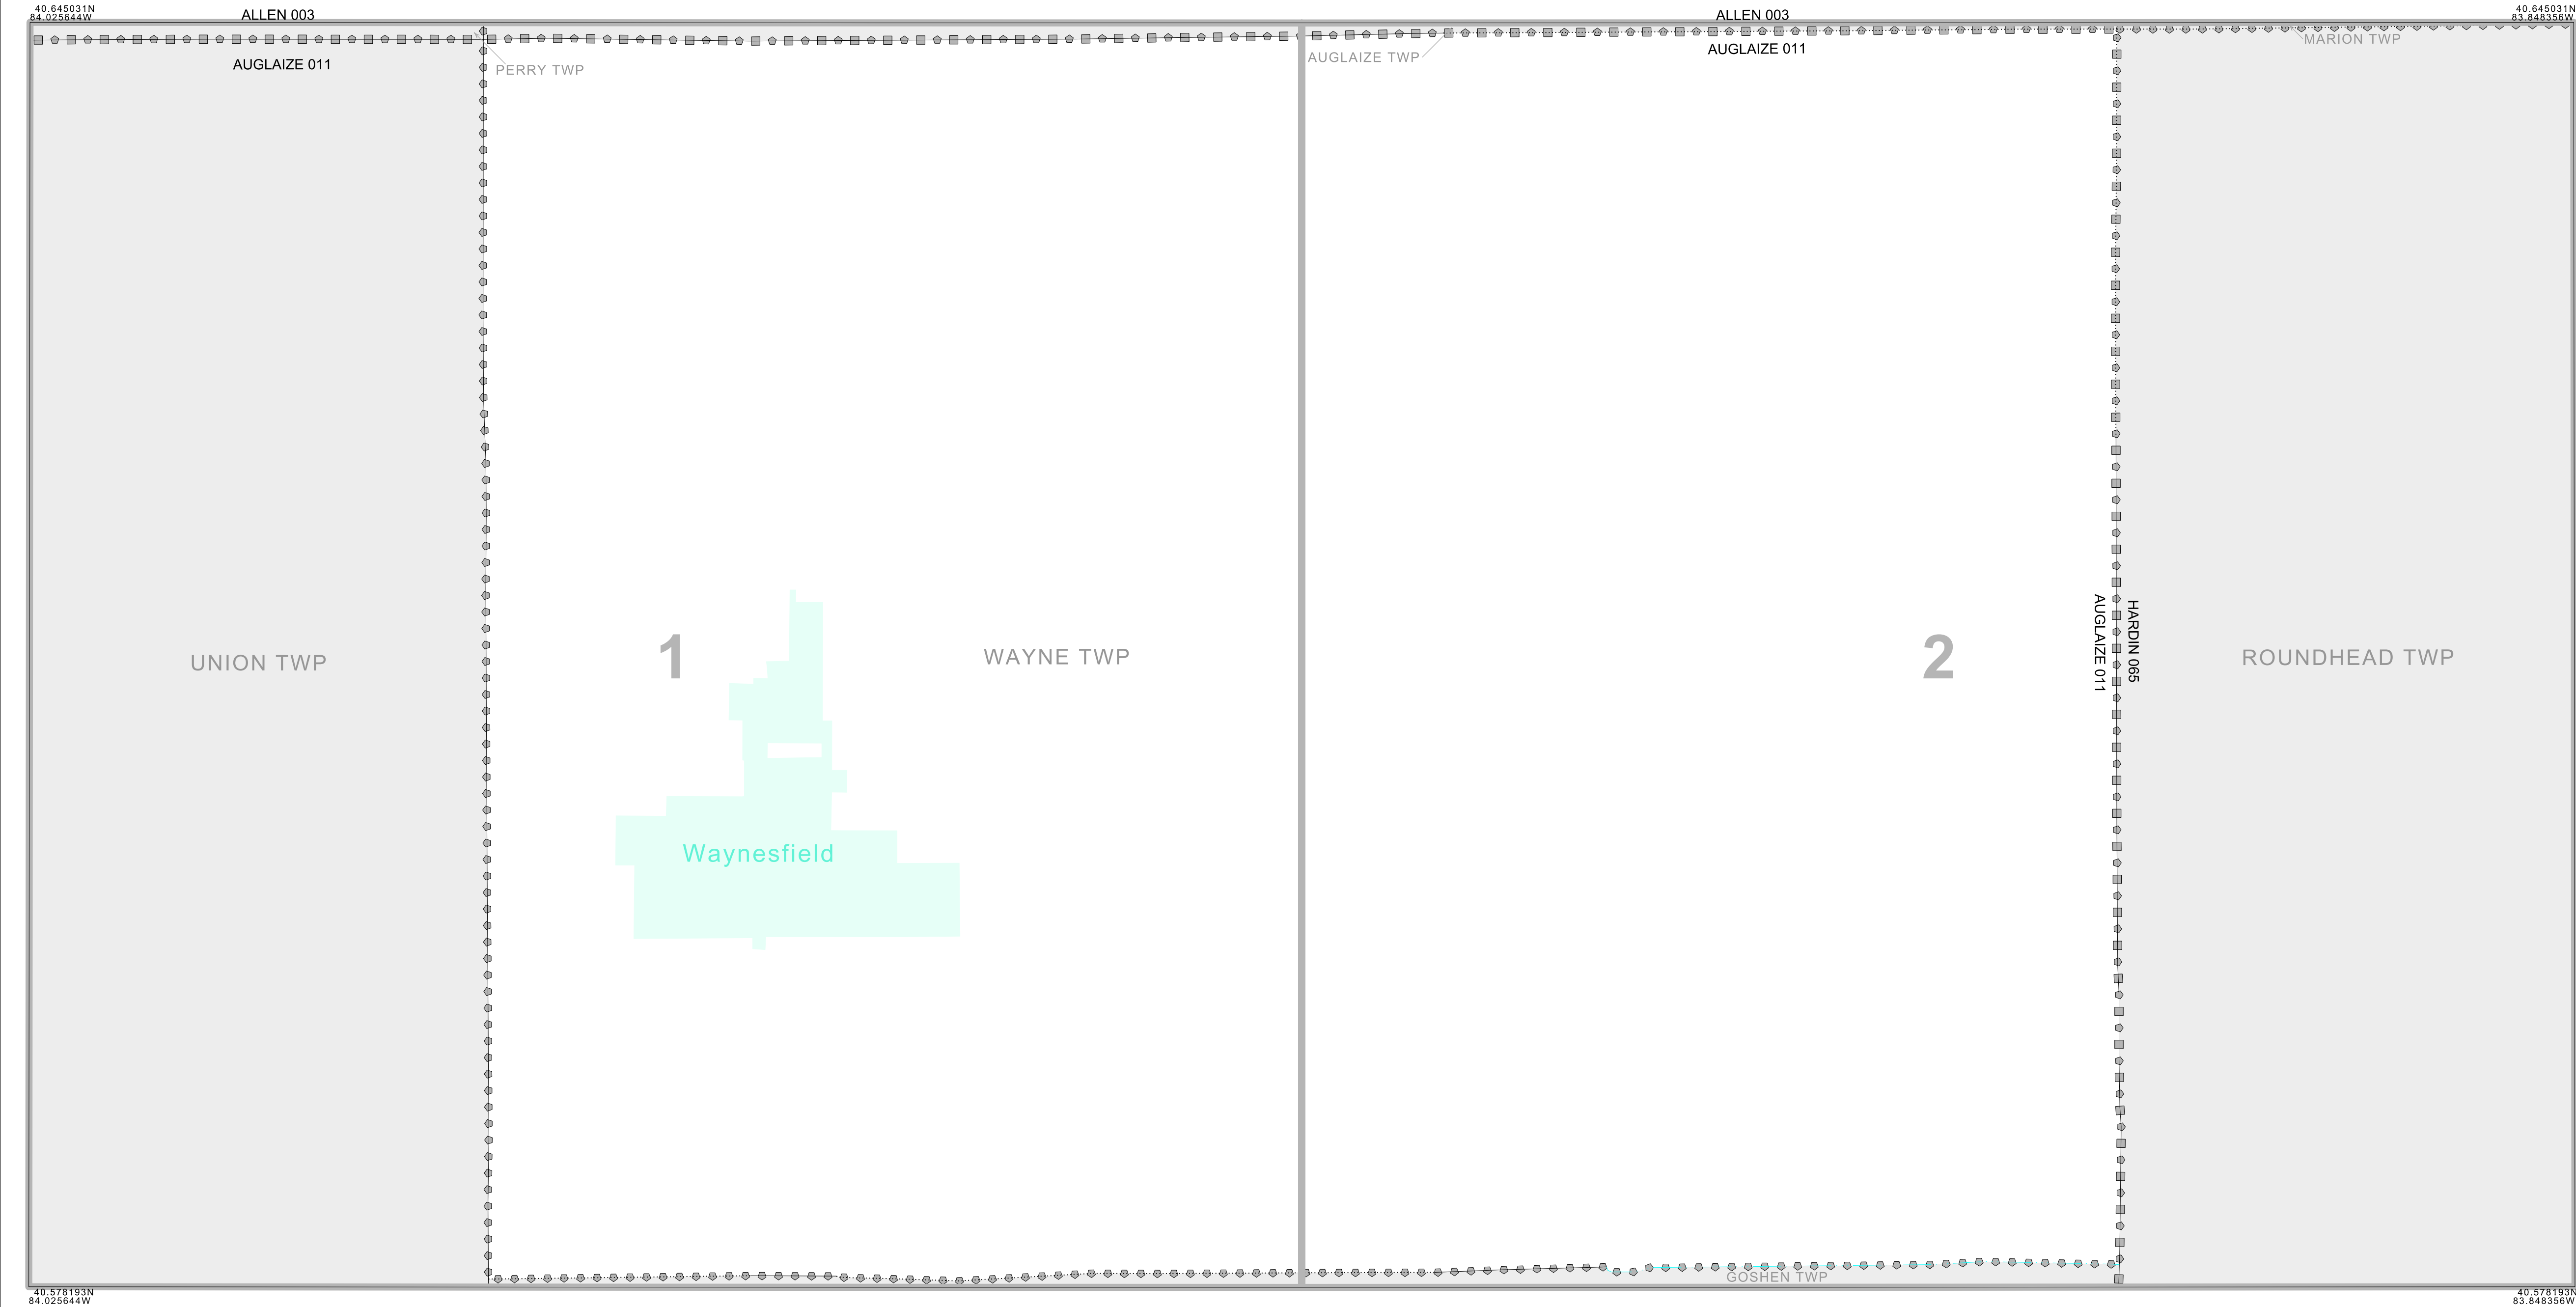 40.645031N
84.025644W
ALLEN 003
ALLEN 003
40.645031N
83.848356W
AUGLAIZE 011
PERRY TWP
AUGLAIZE TWP
AUGLAIZE 011
MARION TWP
UNION TWP
1
WAYNE TWP
2
AUGLAIZE 011
HARDIN 065
ROUNDHEAD TWP
Waynesfield
GOSHEN TWP
40.578193N
84.025644W
40.578193N
83.848356W